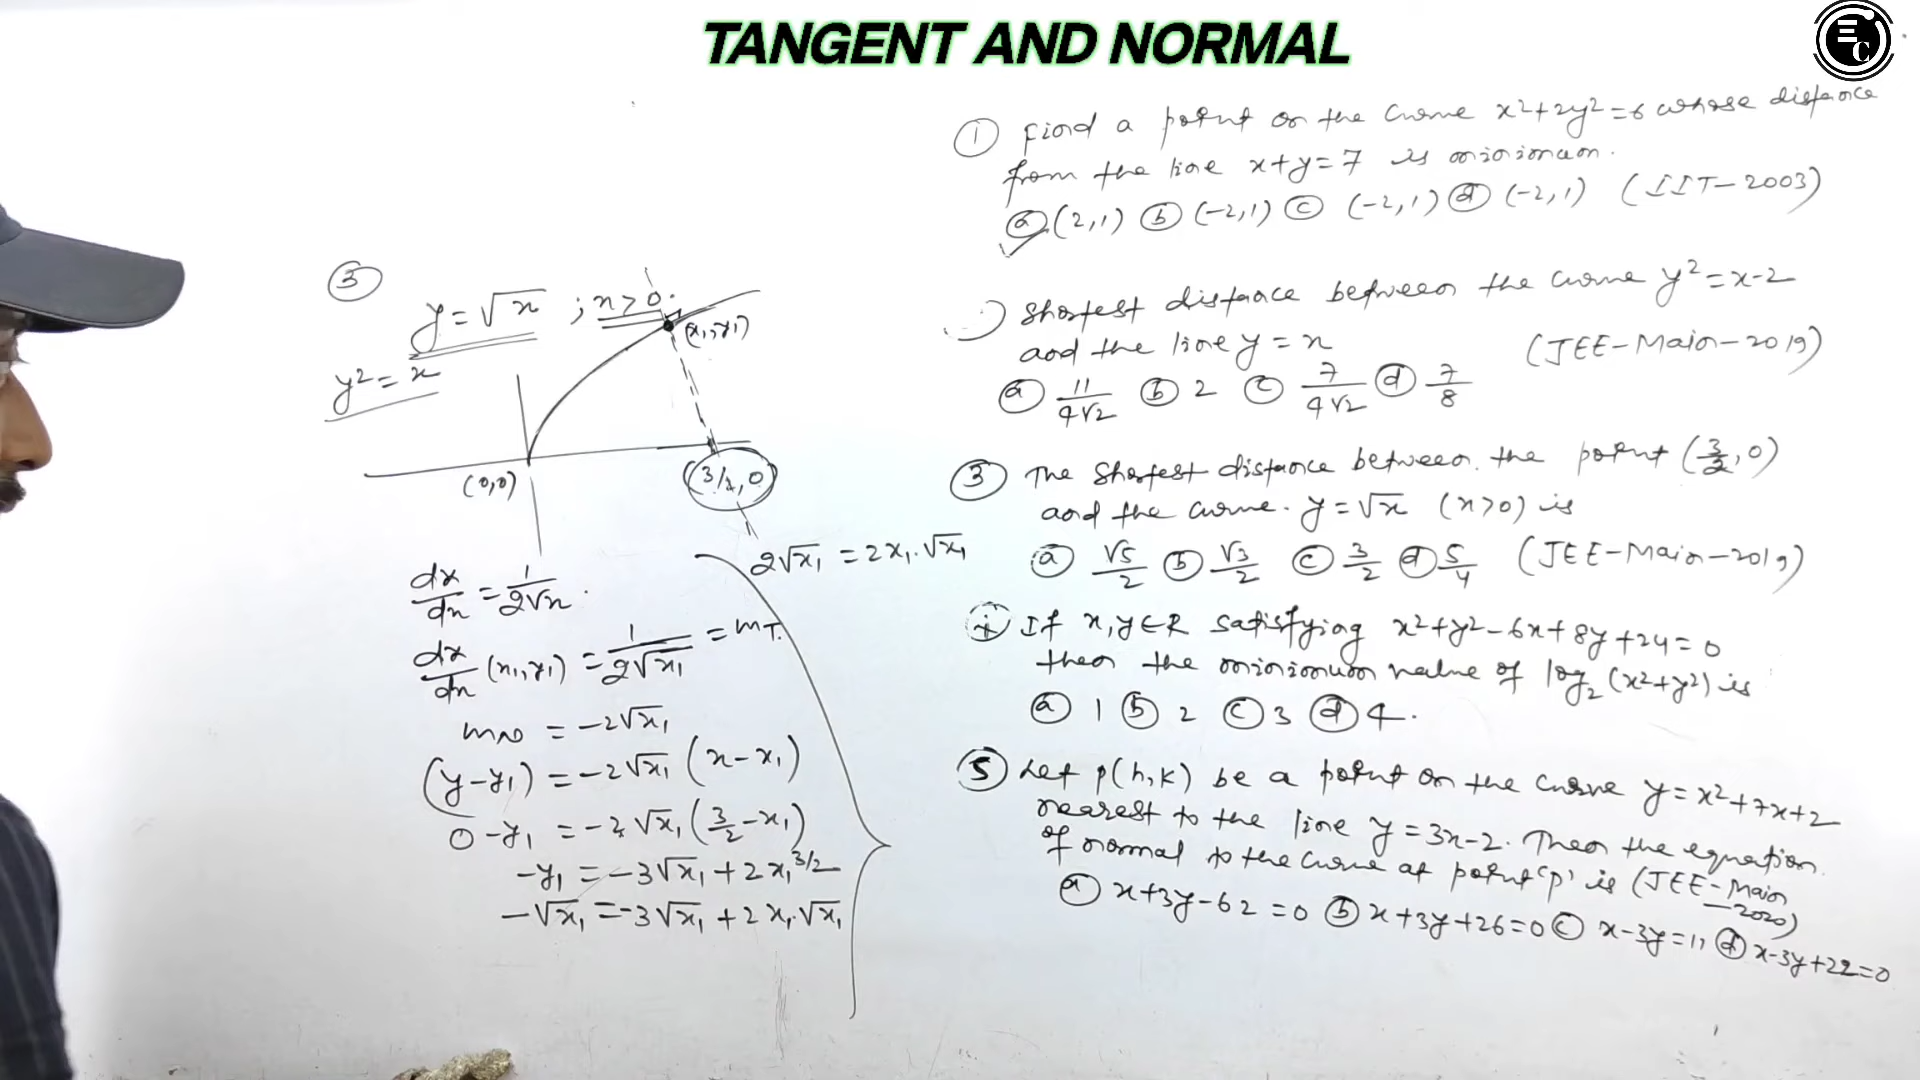 TANGENT AND NORMAL
EC
① Find a point on the curve x²+2y²=6 whose distance
from the line x+y=7 is minimum.
ⓐ (2,1) ⓑ (-2,1) ⓒ (-2,1) ⓓ (-2,1) (IIT-2003)
Shortest distance between the curve y²=x-2
and the line y=x (JEE-Main-2019)
ⓐ 11/4√2 ⓑ 2 ⓒ 7/4√2 ⓓ 7/8
③ The Shortest distance between the point (3/2,0)
and the curve. y=√x (x>0) is
ⓐ √5/2 ⓑ √3/2 ⓒ 3/2 ⓓ 5/4 (JEE-Main-2019)
If x,y∈R satisfying x²+y²-6x+8y+24=0
then the minimum value of log₂(x²+y²) is
ⓐ 1 ⓑ 2 ⓒ 3 ⓓ 4.
⑤ Let p(h,k) be a point on the curve y=x²+7x+2
nearest to the line y=3x-2. Then the equation
of normal to the curve at point 'p' is (JEE-Main
-2020)
ⓐ x+3y-62=0 ⓑ x+3y+26=0 ⓒ x-3y=11 ⓓ x-3y+22=0
③
y=√x ; x>0.
y²=x
(x₁,y₁)
(0,0)
(3/2,0)
dy/dx = 1/2√x.
dy/dx (x₁,y₁) = 1/2√x₁ = mT.
mN = -2√x₁
(y-y₁) = -2√x₁ (x-x₁)
0-y₁ = -2√x₁ (3/2-x₁)
-y₁ = -3√x₁+2x₁^3/2
-√x₁ = -3√x₁+2x₁.√x₁
2√x₁ = 2x₁.√x₁